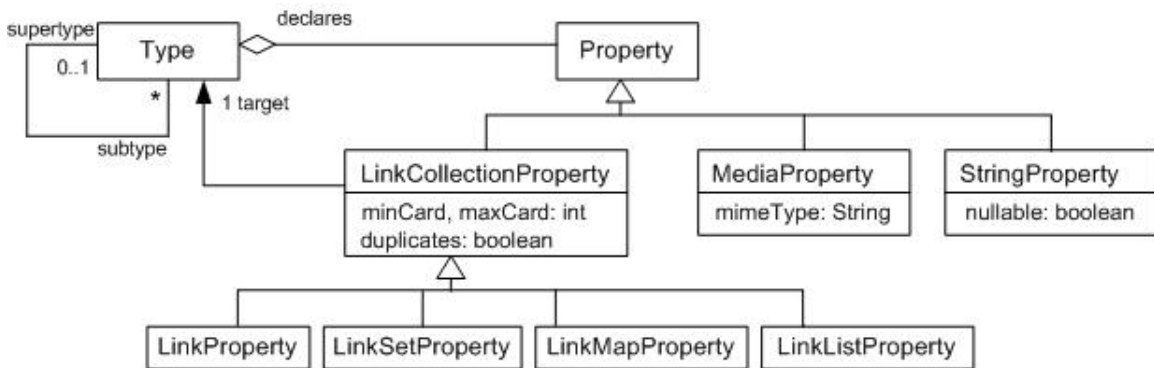 declares
supertype
Type
Property
0..1
*
1 target
subtype
LinkCollectionProperty
MediaProperty
StringProperty
minCard, maxCard: int
mimeType: String
nullable: boolean
duplicates: boolean
LinkProperty
LinkSetProperty
LinkMapProperty
LinkListProperty